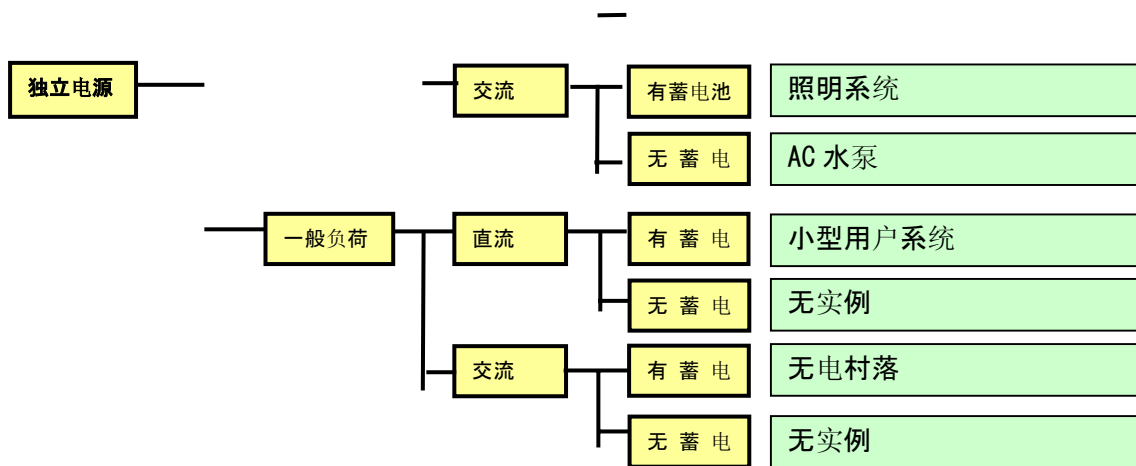 独立电源 交流 有蓄电池 照明系统
无 蓄 电 AC 水泵
一般负荷 直流 有 蓄 电 小型用户系统
无 蓄 电 无实例
交流 有 蓄 电 无电村落
无 蓄 电 无实例